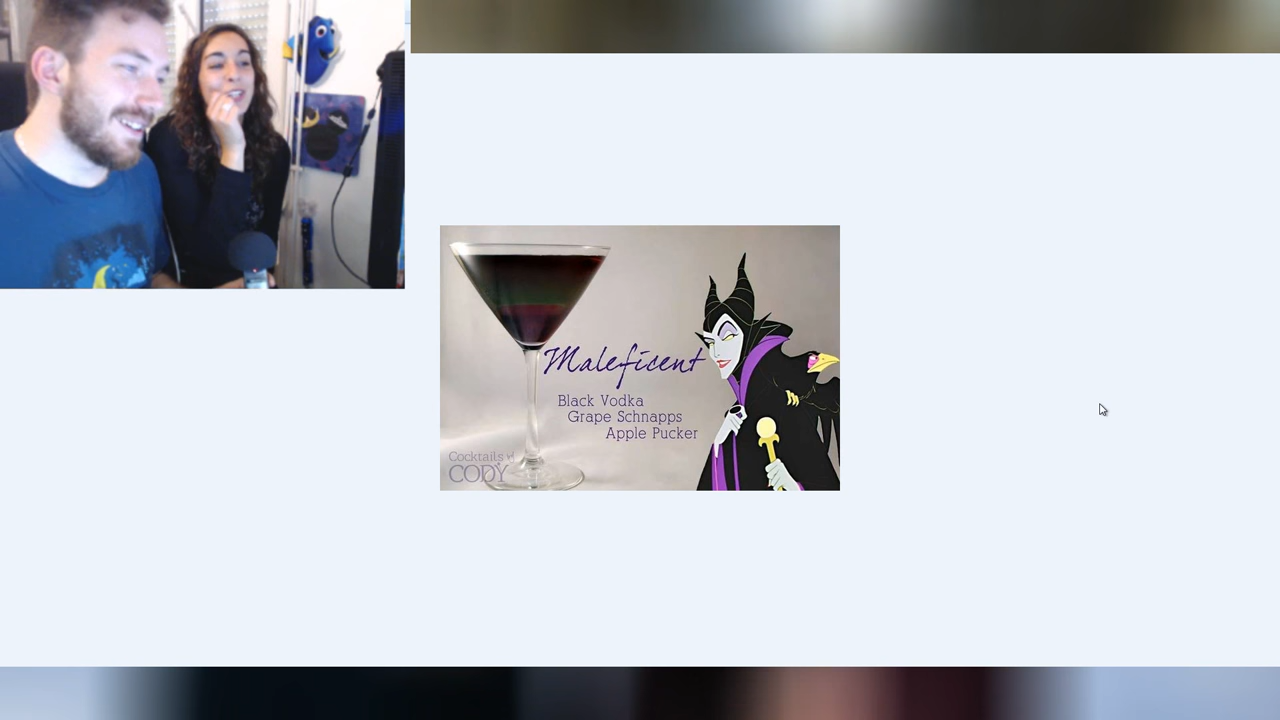 Maleficent
Black Vodka
Grape Schnapps
Apple Pucker
Cocktails
CODY